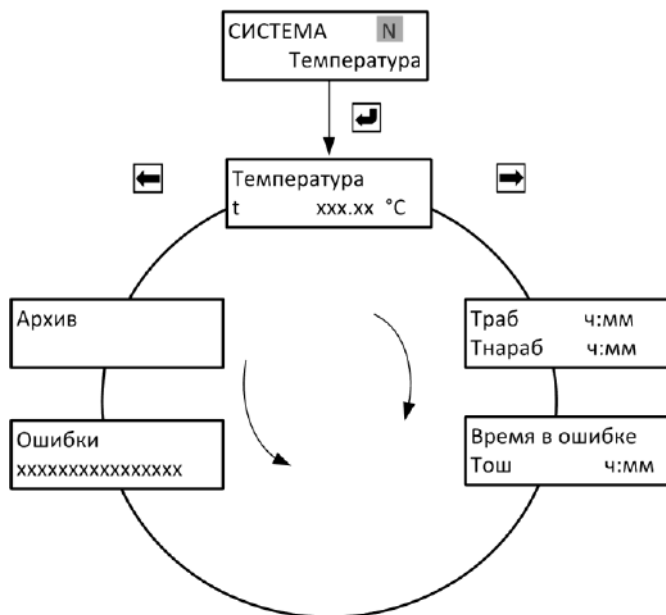 СИСТЕМА N
Температура
Температура
t xxx.xx °C
Архив
Траб ч:мм
Тнараб ч:мм
Ошибки
xxxxxxxxxxxxxxxx
Время в ошибке
Тош ч:мм